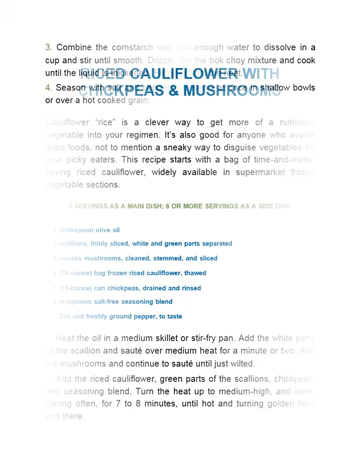 3. Combine the cornstarch with just enough water to dissolve in a
cup and stir until smooth. Drizzle into the bok choy mixture and cook
until the liquid is
4. Season with in shallow bowls
or over a hot cooked grain.
RICED CAULIFLOWER WITH
CHICKPEAS & MUSHROOMS
Cauliflower “rice” is a clever way to get more of a nutritious
vegetable into your regimen. It’s also good for anyone who avoids
grain foods, not to mention a sneaky way to disguise vegetables for
your picky eaters. This recipe starts with a bag of time-and-mess-
saving riced cauliflower, widely available in supermarket frozen
vegetable sections.
4 SERVINGS AS A MAIN DISH; 6 OR MORE SERVINGS AS A SIDE DISH
tablespoon olive oil
scallions, thinly sliced, white and green parts separated
ounces mushrooms, cleaned, stemmed, and sliced
(16-ounce) bag frozen riced cauliflower, thawed
(15-ounce) can chickpeas, drained and rinsed
2 teaspoons salt-free seasoning blend
Salt and freshly ground pepper, to taste
Heat the oil in a medium skillet or stir-fry pan. Add the white parts
of the scallion and sauté over medium heat for a minute or two. Add
the mushrooms and continue to sauté until just wilted.
Add the riced cauliflower, green parts of the scallions, chickpeas,
and seasoning blend. Turn the heat up to medium-high, and cook,
stirring often, for 7 to 8 minutes, until hot and turning golden here
and there.